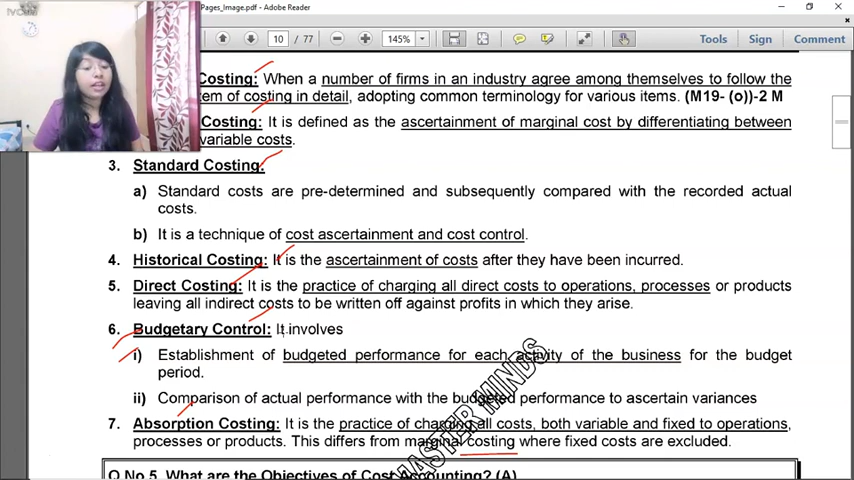 Pages_Image.pdf - Adobe Reader
10 / 77
145%
Tools Sign Comment
Costing: When a number of firms in an industry agree among themselves to follow the
tem of costing in detail, adopting common terminology for various items. (M19- (o))-2 M
Costing: It is defined as the ascertainment of marginal cost by differentiating between
variable costs.
3. Standard Costing:
a) Standard costs are pre-determined and subsequently compared with the recorded actual
costs.
b) It is a technique of cost ascertainment and cost control.
4. Historical Costing: It is the ascertainment of costs after they have been incurred.
5. Direct Costing: It is the practice of charging all direct costs to operations, processes or products
leaving all indirect costs to be written off against profits in which they arise.
6. Budgetary Control: It involves
i) Establishment of budgeted performance for each activity of the business for the budget
period.
ii) Comparison of actual performance with the budgeted performance to ascertain variances
7. Absorption Costing: It is the practice of charging all costs, both variable and fixed to operations,
processes or products. This differs from marginal costing where fixed costs are excluded.
MASTER MINDS
Q.No.5. What are the Objectives of Cost Accounting? (A)